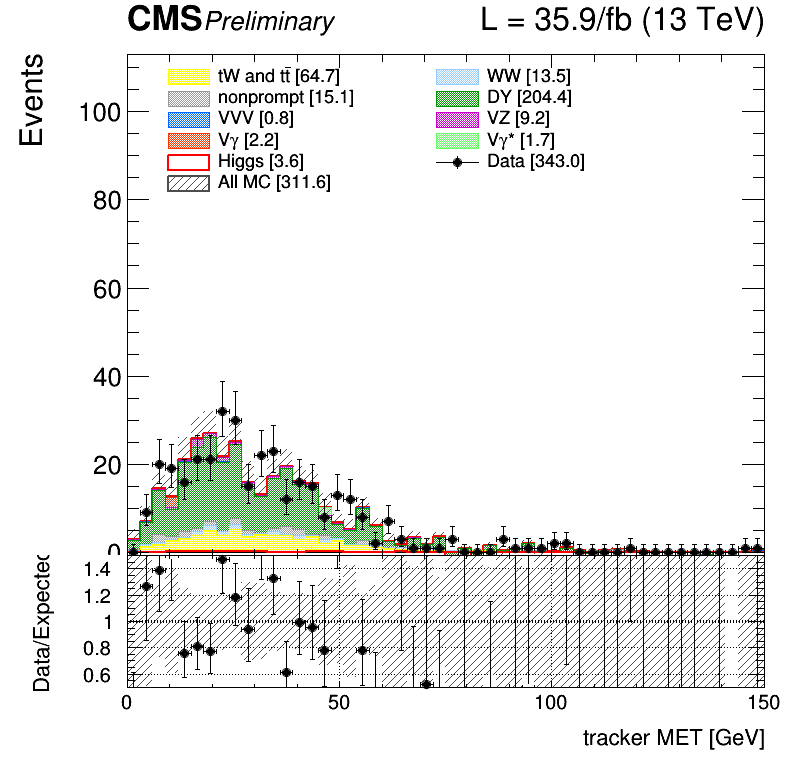 CMS Preliminary L = 35.9/fb (13 TeV)
Events
tW and tt̄ [64.7] WW [13.5]
nonprompt [15.1] DY [204.4]
VVV [0.8] VZ [9.2]
Vγ [2.2] Vγ* [1.7]
Higgs [3.6] Data [343.0]
All MC [311.6]
100
80
60
40
20
0
Data/Expected
1.4
1.2
1
0.8
0.6
0 50 100 150
tracker MET [GeV]